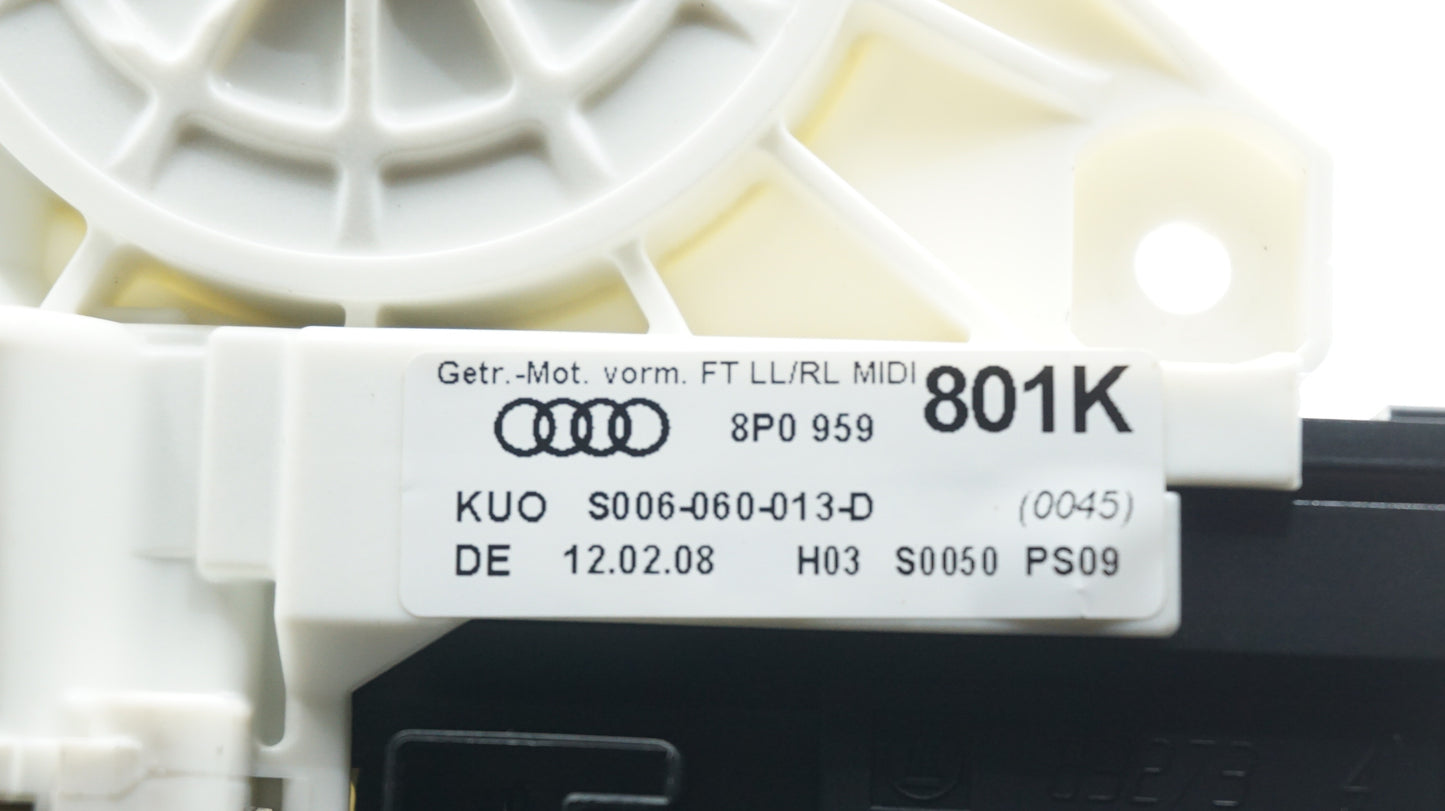 Getr.-Mot. vorm. FT LL/RL MIDI
8P0 959 801K
KUO S006-060-013-D (0045)
DE 12.02.08 H03 S0050 PS09